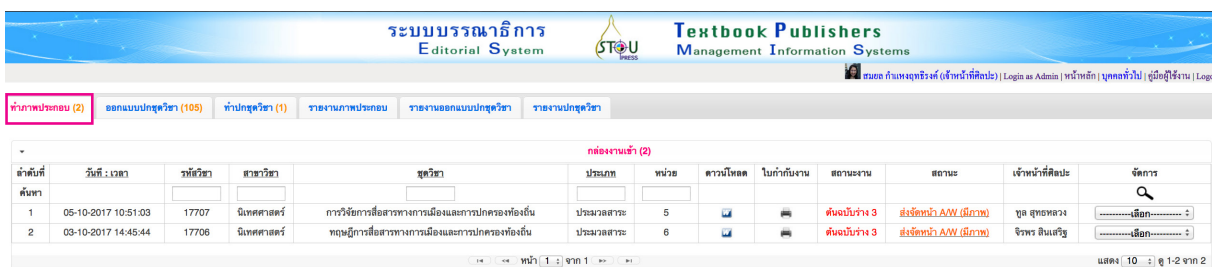 ระบบบรรณาธิการ STOU PRESS Textbook Publishers
Editorial System Management Information Systems
สมยล กำแหงฤทธิรงค์ (เจ้าหน้าที่ศิลปะ) | Login as Admin | หน้าหลัก | บุคคลทั่วไป | คู่มือผู้ใช้งาน | Logo
ทำภาพประกอบ (2) ออกแบบปกชุดวิชา (105) ทำปกชุดวิชา (1) รายงานภาพประกอบ รายงานออกแบบปกชุดวิชา รายงานปกชุดวิชา
กล่องงานเข้า (2)
ลำดับที่ วันที่ : เวลา รหัสวิชา สาขาวิชา ชุดวิชา ประเภท หน่วย ดาวน์โหลด ใบกำกับงาน สถานะงาน สถานะ เจ้าหน้าที่ศิลปะ จัดการ
ค้นหา
1 05-10-2017 10:51:03 17707 นิเทศศาสตร์ การวิจัยการสื่อสารทางการเมืองและการปกครองท้องถิ่น ประมวลสาระ 5 ต้นฉบับร่าง 3 ส่งจัดหน้า A/W (มีภาพ) ทูล สุทธหลวง ----------เลือก----------
2 03-10-2017 14:45:44 17706 นิเทศศาสตร์ ทฤษฎีการสื่อสารทางการเมืองและการปกครองท้องถิ่น ประมวลสาระ 6 ต้นฉบับร่าง 3 ส่งจัดหน้า A/W (มีภาพ) จิรพร สินเสริฐ ----------เลือก----------
หน้า 1 จาก 1 แสดง 10 ดู 1-2 จาก 2